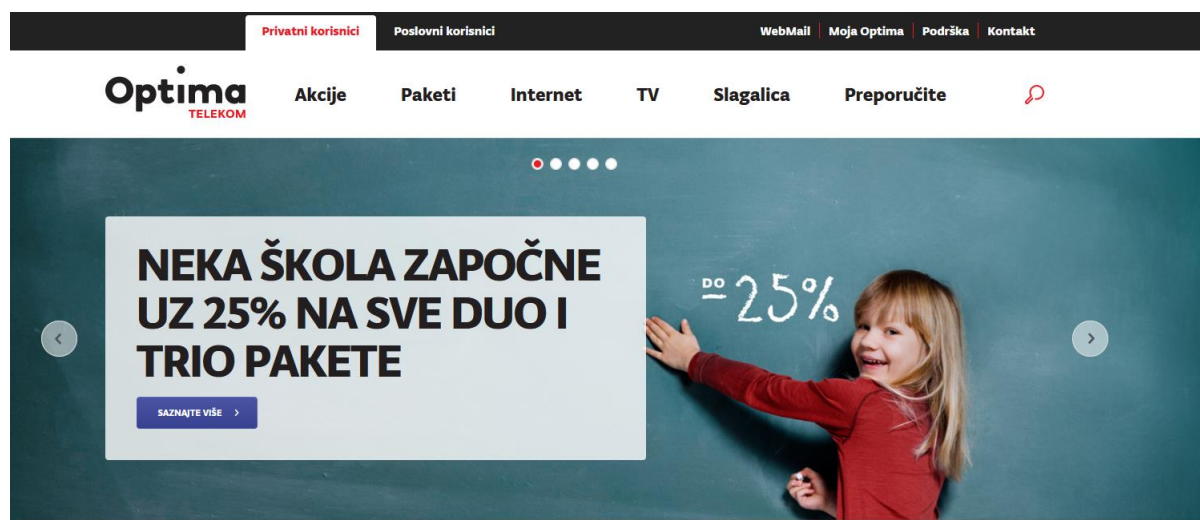 Privatni korisnici Poslovni korisnici WebMail Moja Optima Podrška Kontakt
Optima
TELEKOM
Akcije Paketi Internet TV Slagalica Preporučite
NEKA ŠKOLA ZAPOČNE
UZ 25% NA SVE DUO I
TRIO PAKETE
SAZNAJTE VIŠE
DO 25%